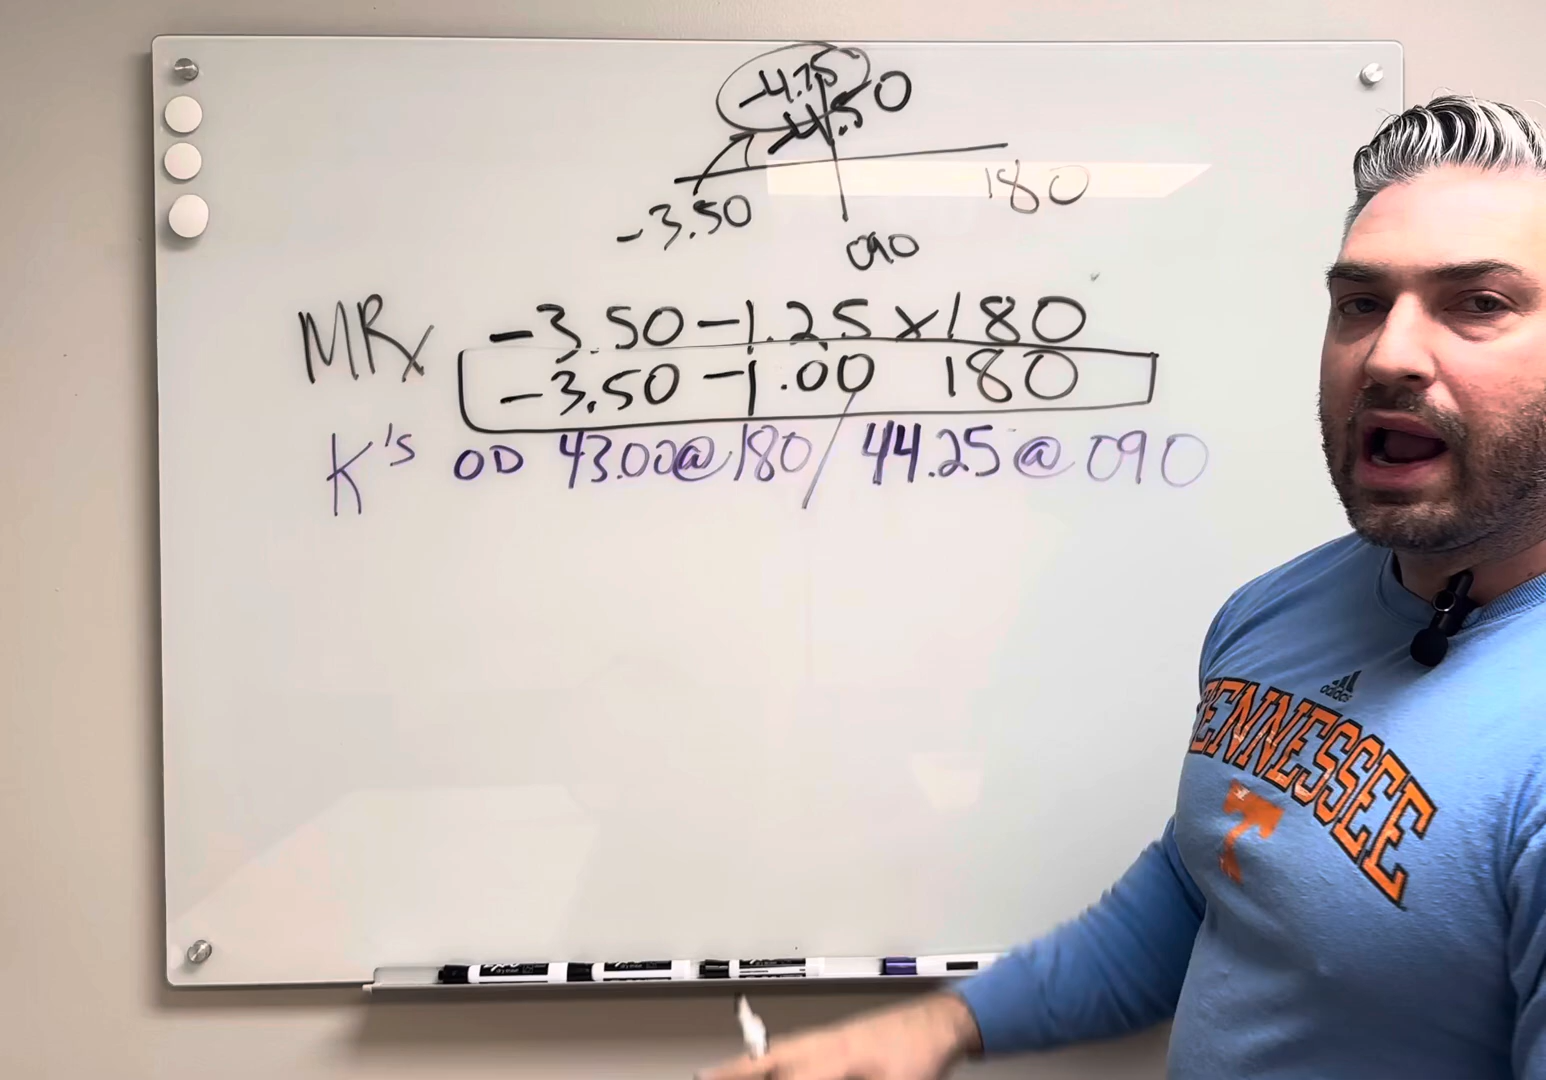 -4.75
-4.50
180
-3.50
090
MRx -3.50 -1.25 x 180
-3.50 -1.00 180
K's OD 43.00@180/44.25@090
adidas
TENNESSEE
T